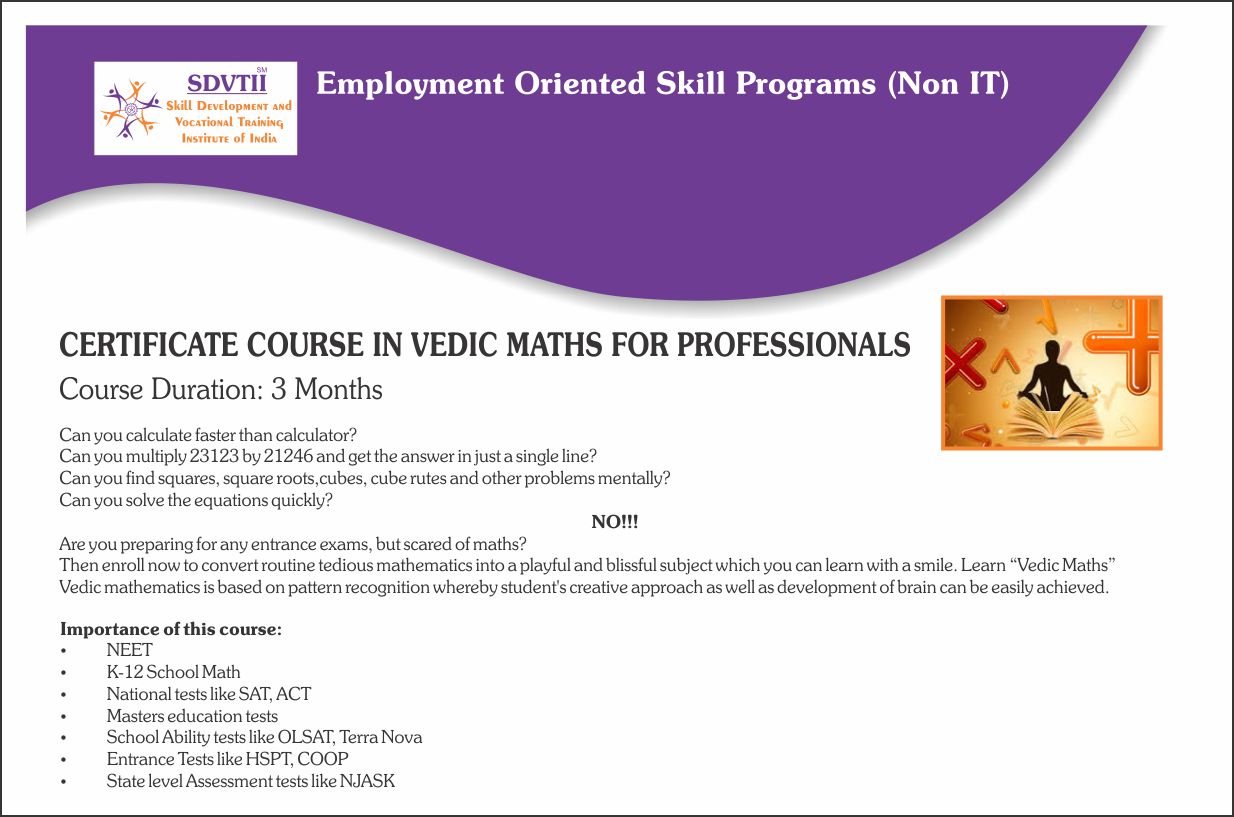 SDVTII SM
Skill Development and
Vocational Training
Institute of India
Employment Oriented Skill Programs (Non IT)
CERTIFICATE COURSE IN VEDIC MATHS FOR PROFESSIONALS
Course Duration: 3 Months
Can you calculate faster than calculator?
Can you multiply 23123 by 21246 and get the answer in just a single line?
Can you find squares, square roots,cubes, cube rutes and other problems mentally?
Can you solve the equations quickly?
NO!!!
Are you preparing for any entrance exams, but scared of maths?
Then enroll now to convert routine tedious mathematics into a playful and blissful subject which you can learn with a smile. Learn “Vedic Maths”
Vedic mathematics is based on pattern recognition whereby student's creative approach as well as development of brain can be easily achieved.
Importance of this course:
• NEET
• K-12 School Math
• National tests like SAT, ACT
• Masters education tests
• School Ability tests like OLSAT, Terra Nova
• Entrance Tests like HSPT, COOP
• State level Assessment tests like NJASK